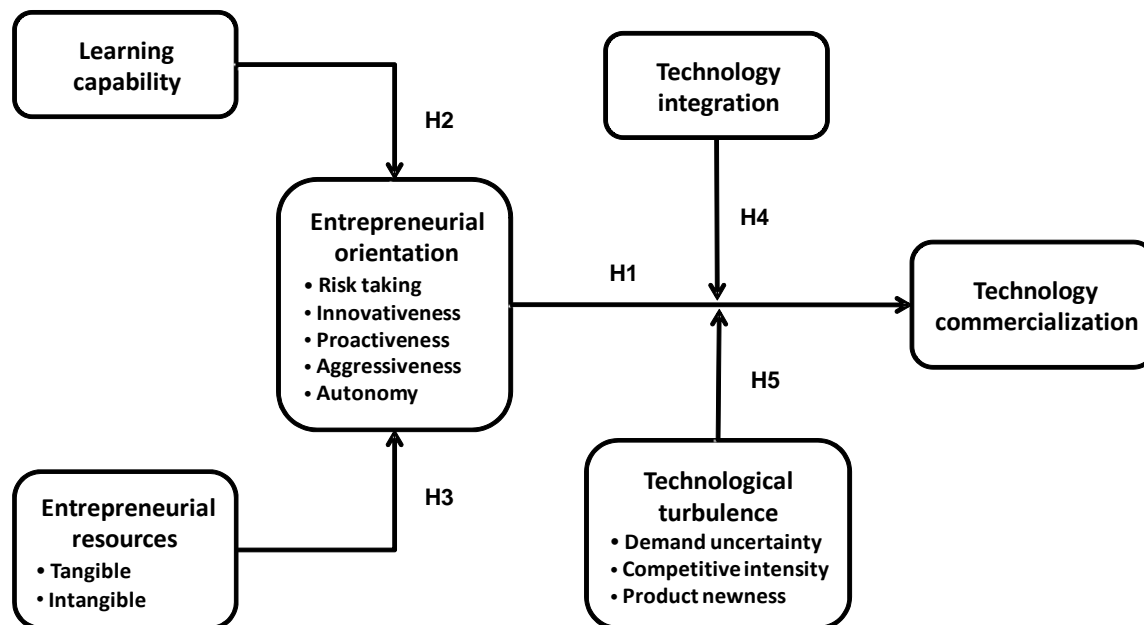 Learning
capability
H2
Technology
integration
H4
Entrepreneurial
orientation
• Risk taking
• Innovativeness
• Proactiveness
• Aggressiveness
• Autonomy
H1
Technology
commercialization
H5
H3
Entrepreneurial
resources
• Tangible
• Intangible
Technological
turbulence
• Demand uncertainty
• Competitive intensity
• Product newness